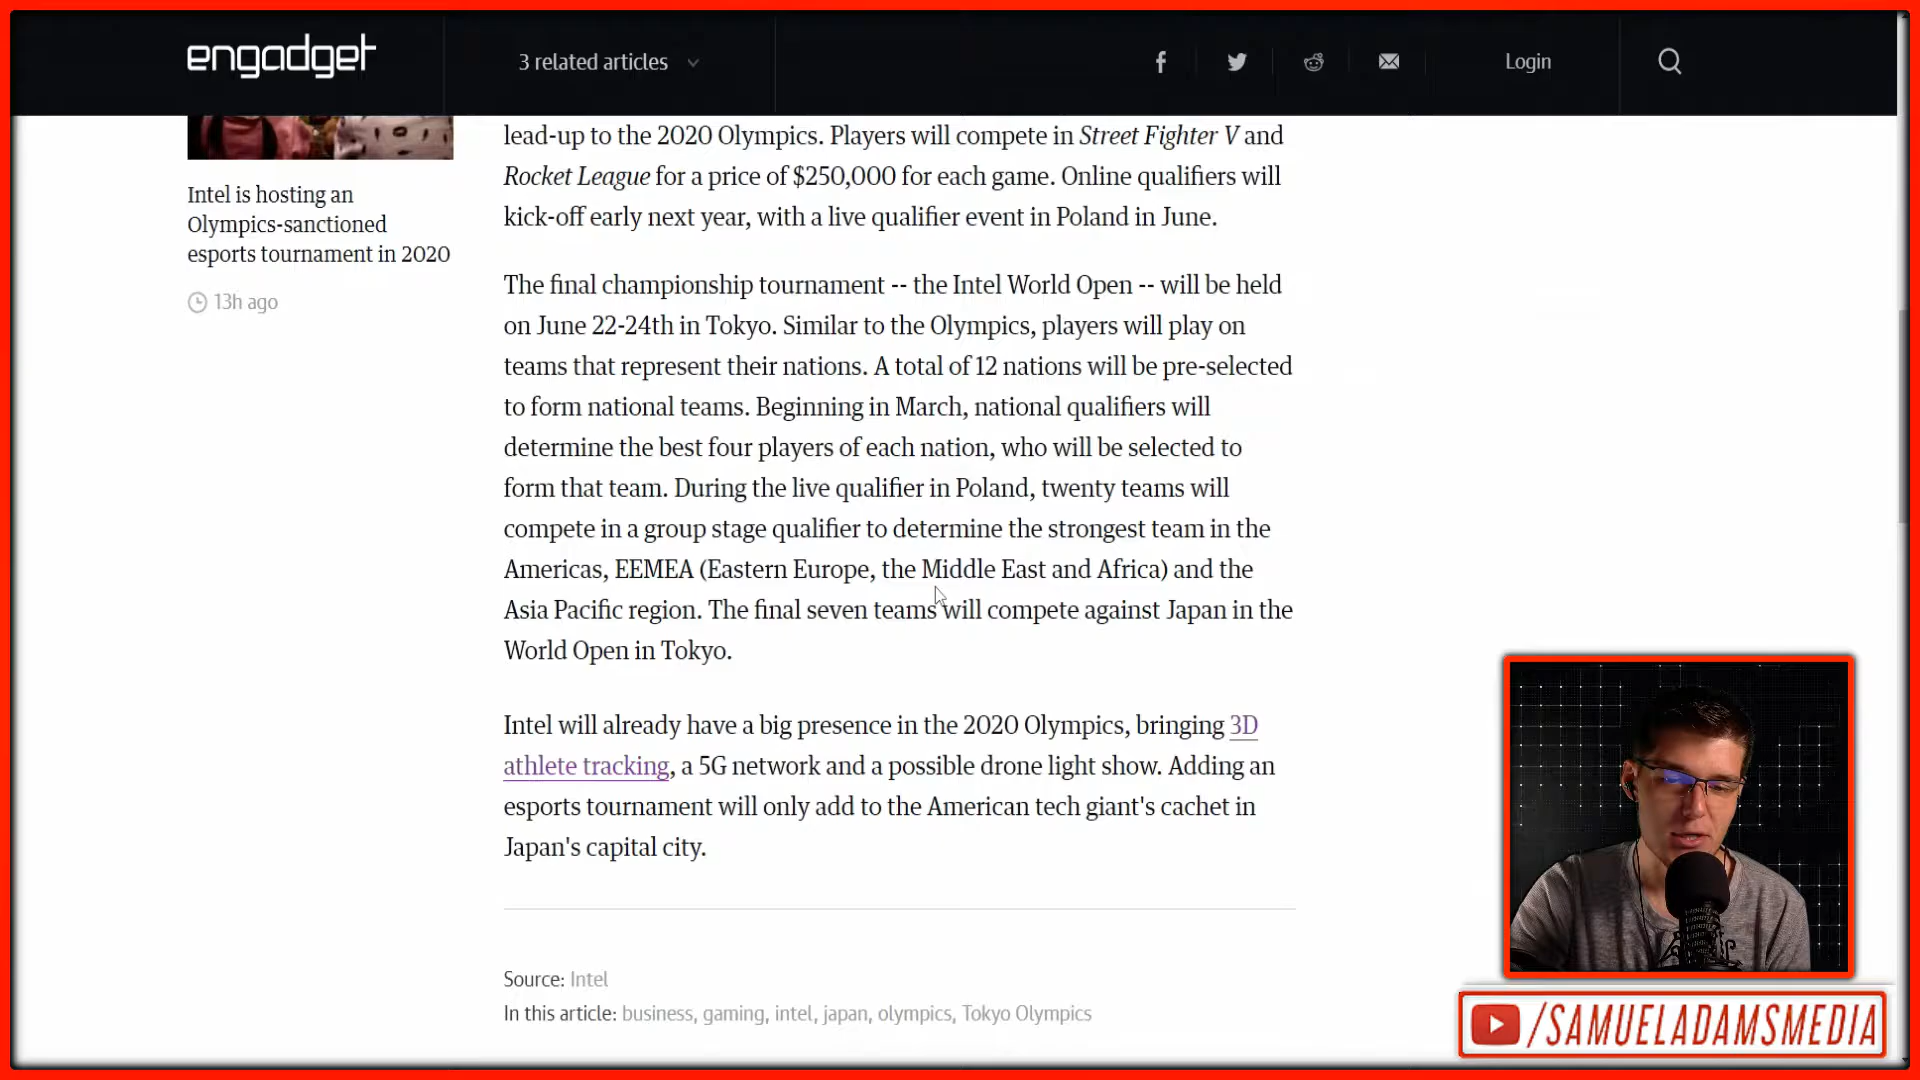 engadget
3 related articles
Login
Intel is hosting an
Olympics-sanctioned
esports tournament in 2020
13h ago
lead-up to the 2020 Olympics. Players will compete in Street Fighter V and
Rocket League for a price of $250,000 for each game. Online qualifiers will
kick-off early next year, with a live qualifier event in Poland in June.
The final championship tournament -- the Intel World Open -- will be held
on June 22-24th in Tokyo. Similar to the Olympics, players will play on
teams that represent their nations. A total of 12 nations will be pre-selected
to form national teams. Beginning in March, national qualifiers will
determine the best four players of each nation, who will be selected to
form that team. During the live qualifier in Poland, twenty teams will
compete in a group stage qualifier to determine the strongest team in the
Americas, EEMEA (Eastern Europe, the Middle East and Africa) and the
Asia Pacific region. The final seven teams will compete against Japan in the
World Open in Tokyo.
Intel will already have a big presence in the 2020 Olympics, bringing 3D
athlete tracking, a 5G network and a possible drone light show. Adding an
esports tournament will only add to the American tech giant's cachet in
Japan's capital city.
Source: Intel
In this article: business, gaming, intel, japan, olympics, Tokyo Olympics
/SAMUELADAMSMEDIA